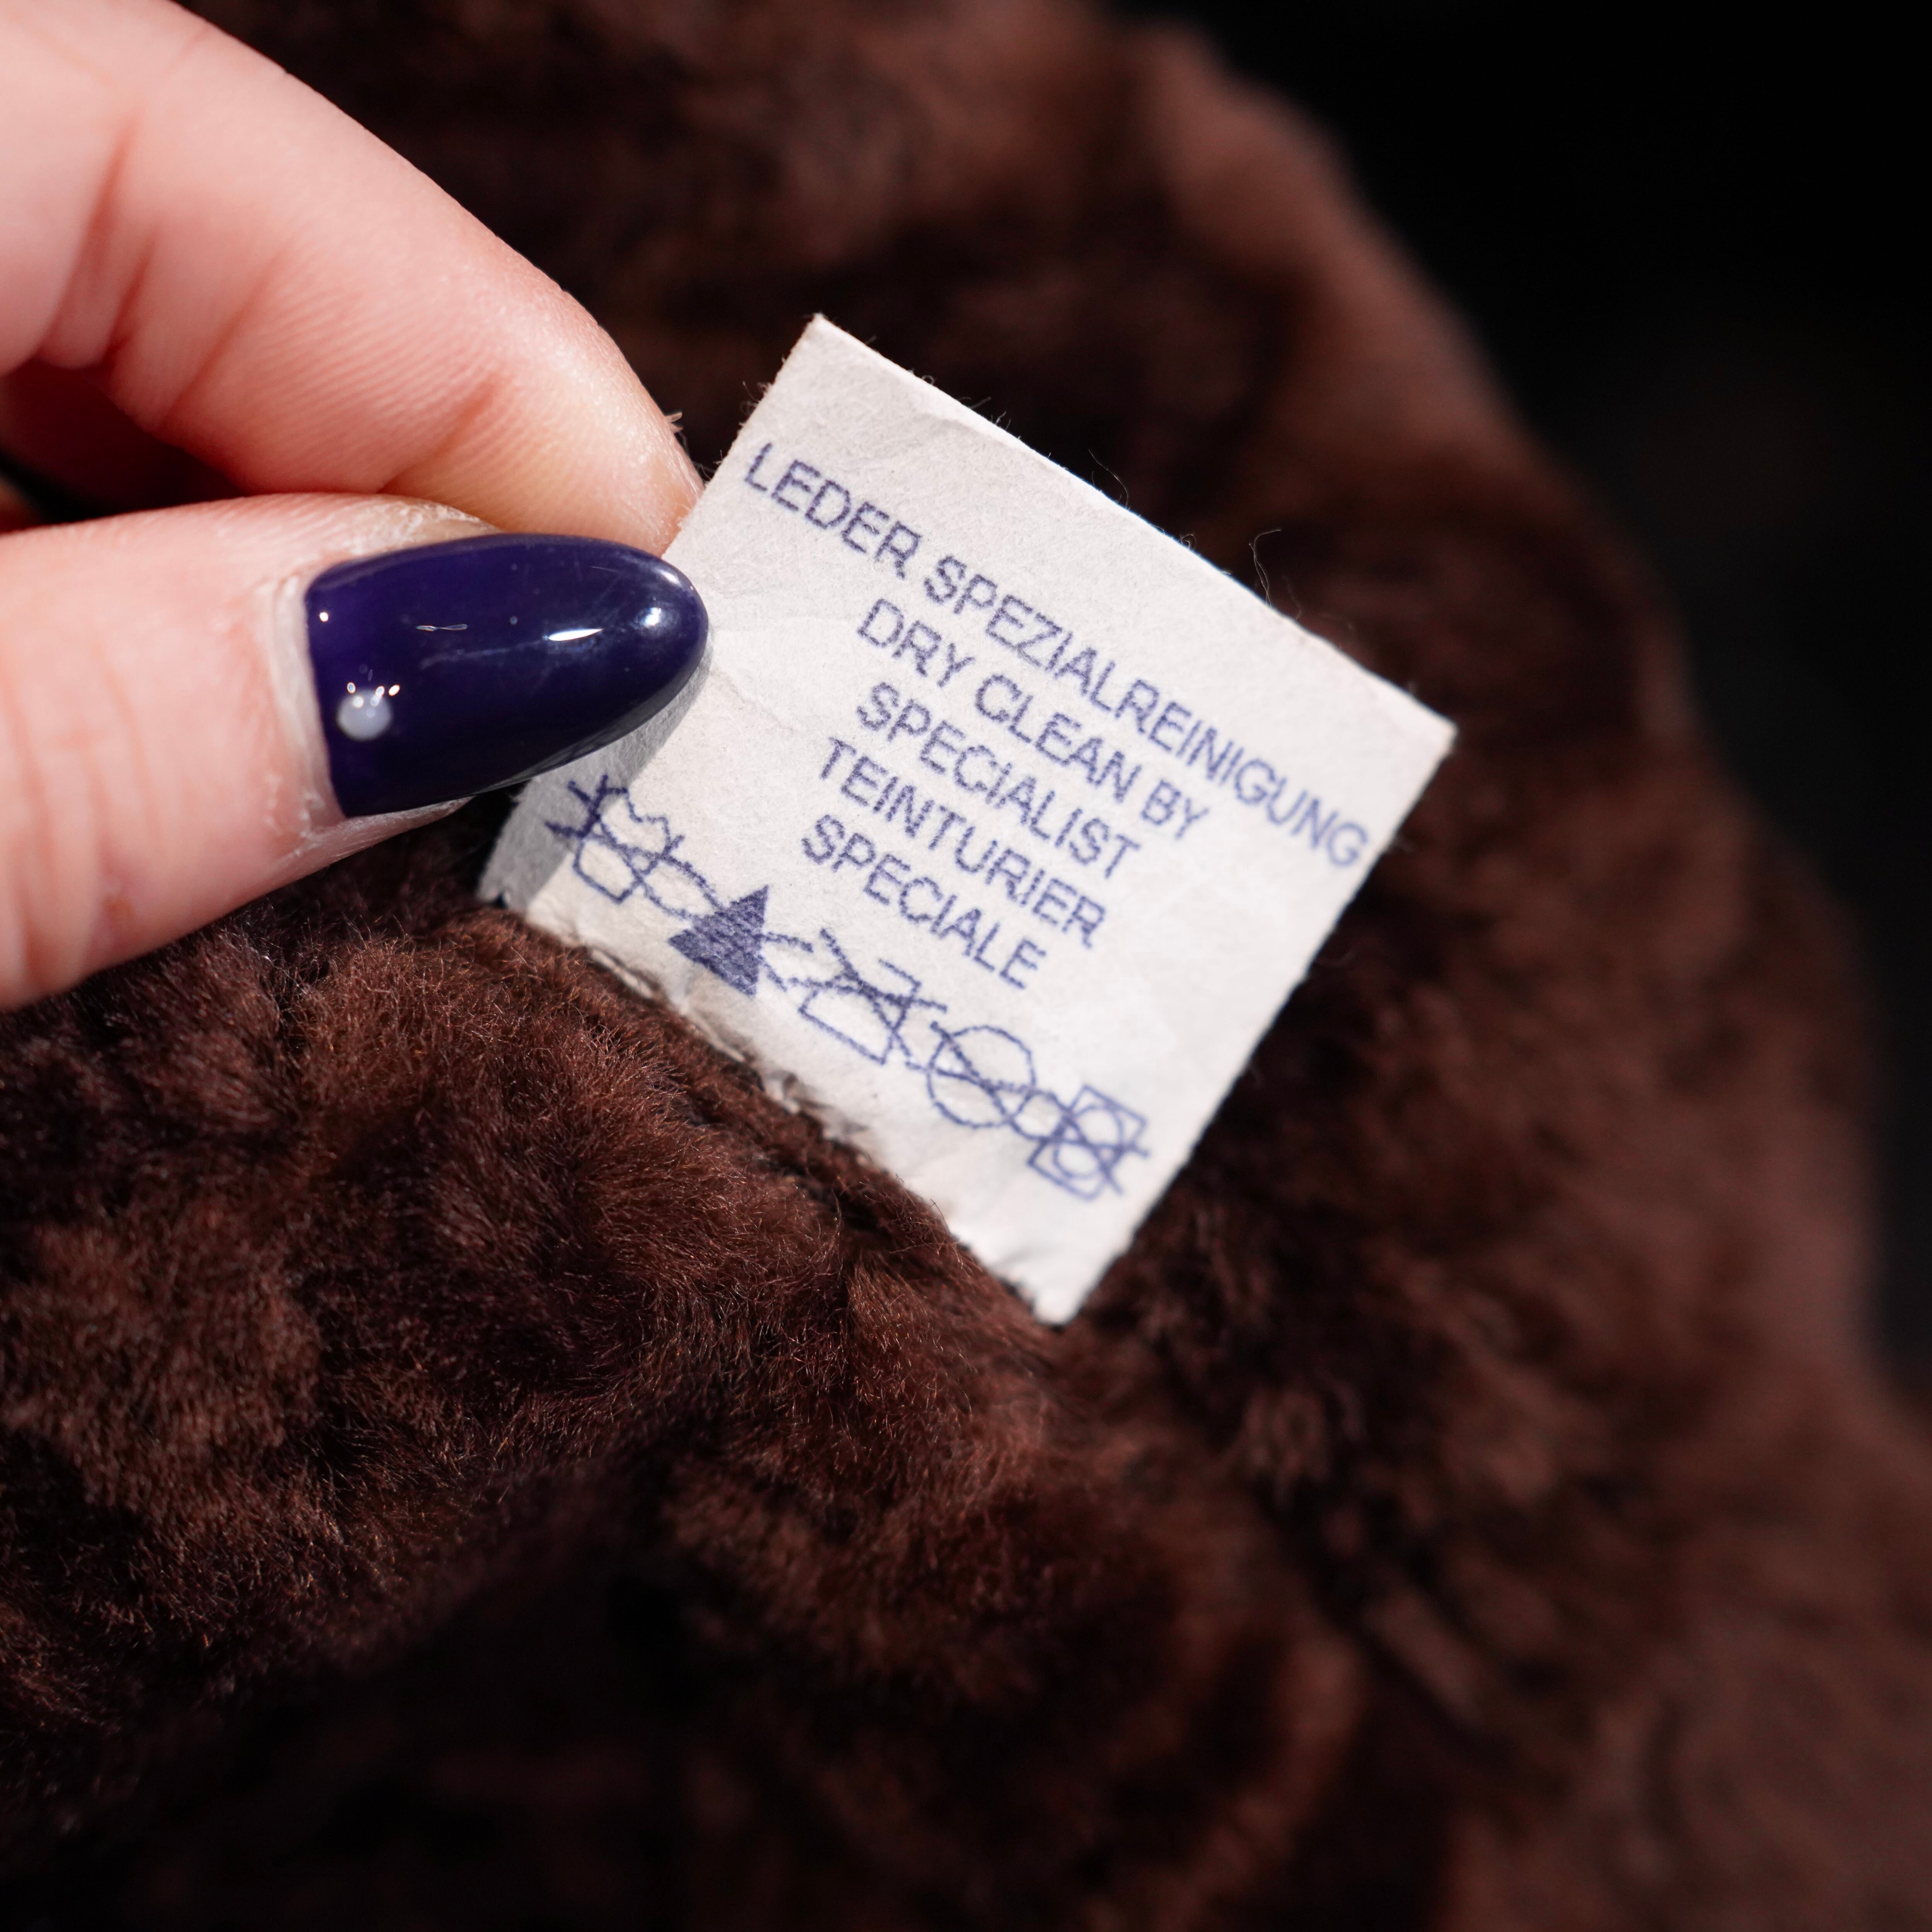 LEDER SPEZIALREINIGUNG
DRY CLEAN BY
SPECIALIST
TEINTURIER
SPECIALE